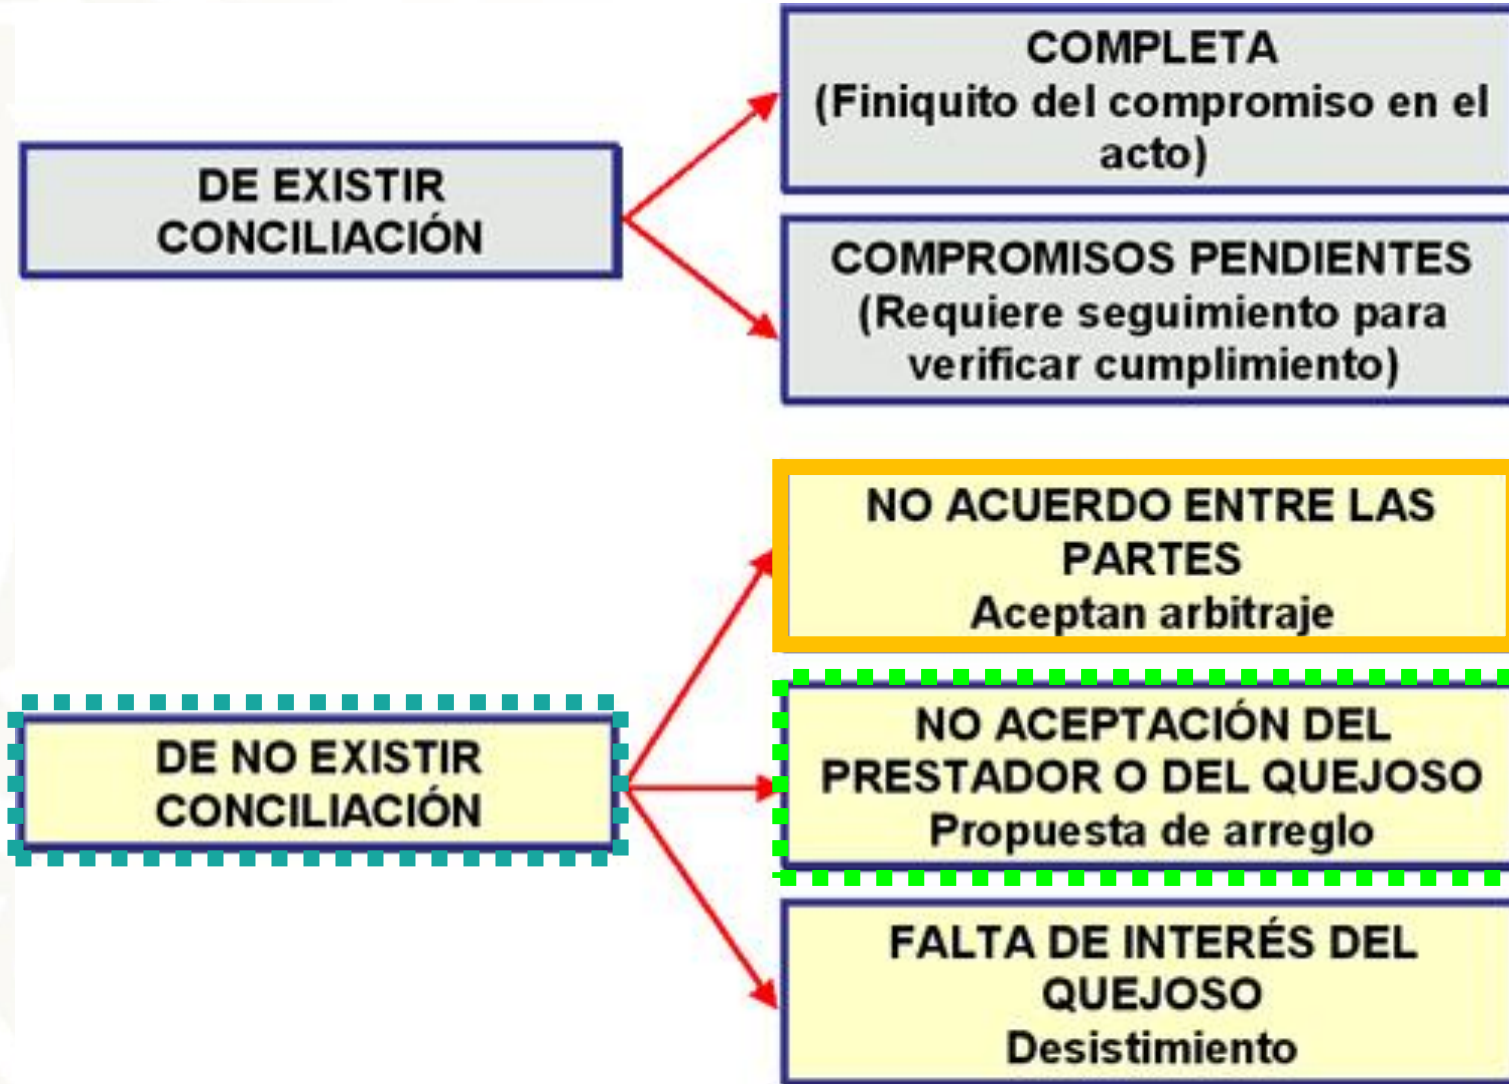 DE EXISTIR
CONCILIACIÓN
COMPLETA
(Finiquito del compromiso en el
acto)
COMPROMISOS PENDIENTES
(Requiere seguimiento para
verificar cumplimiento)
DE NO EXISTIR
CONCILIACIÓN
NO ACUERDO ENTRE LAS
PARTES
Aceptan arbitraje
NO ACEPTACIÓN DEL
PRESTADOR O DEL QUEJOSO
Propuesta de arreglo
FALTA DE INTERÉS DEL
QUEJOSO
Desistimiento